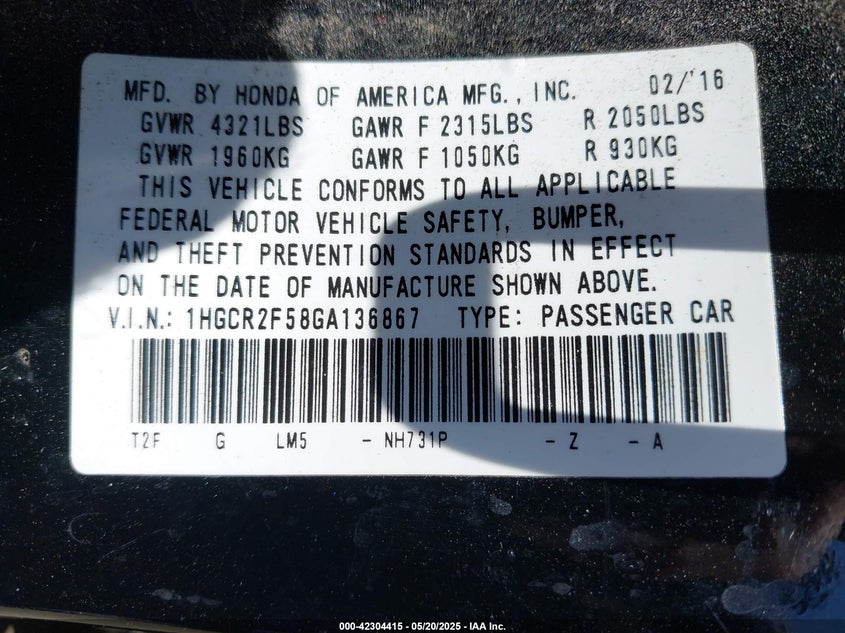 MFD. BY HONDA OF AMERICA MFG., INC. 02/'16
GVWR 4321LBS GAWR F 2315LBS R 2050LBS
GVWR 1960KG GAWR F 1050KG R 930KG
THIS VEHICLE CONFORMS TO ALL APPLICABLE
FEDERAL MOTOR VEHICLE SAFETY, BUMPER,
AND THEFT PREVENTION STANDARDS IN EFFECT
ON THE DATE OF MANUFACTURE SHOWN ABOVE.
V.I.N.: 1HGCR2F58GA136867 TYPE: PASSENGER CAR
T2F G LM5 - NH731P - Z - A
000-42304415 - 05/20/2025 - IAA Inc.